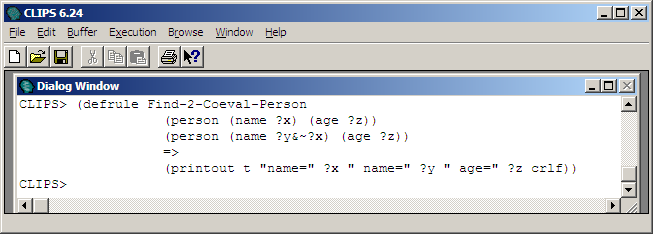 CLIPS 6.24
File Edit Buffer Execution Browse Window Help
Dialog Window
CLIPS> (defrule Find-2-Coeval-Person
(person (name ?x) (age ?z))
(person (name ?y&~?x) (age ?z))
=>
(printout t "name=" ?x " name=" ?y " age=" ?z crlf))
CLIPS>